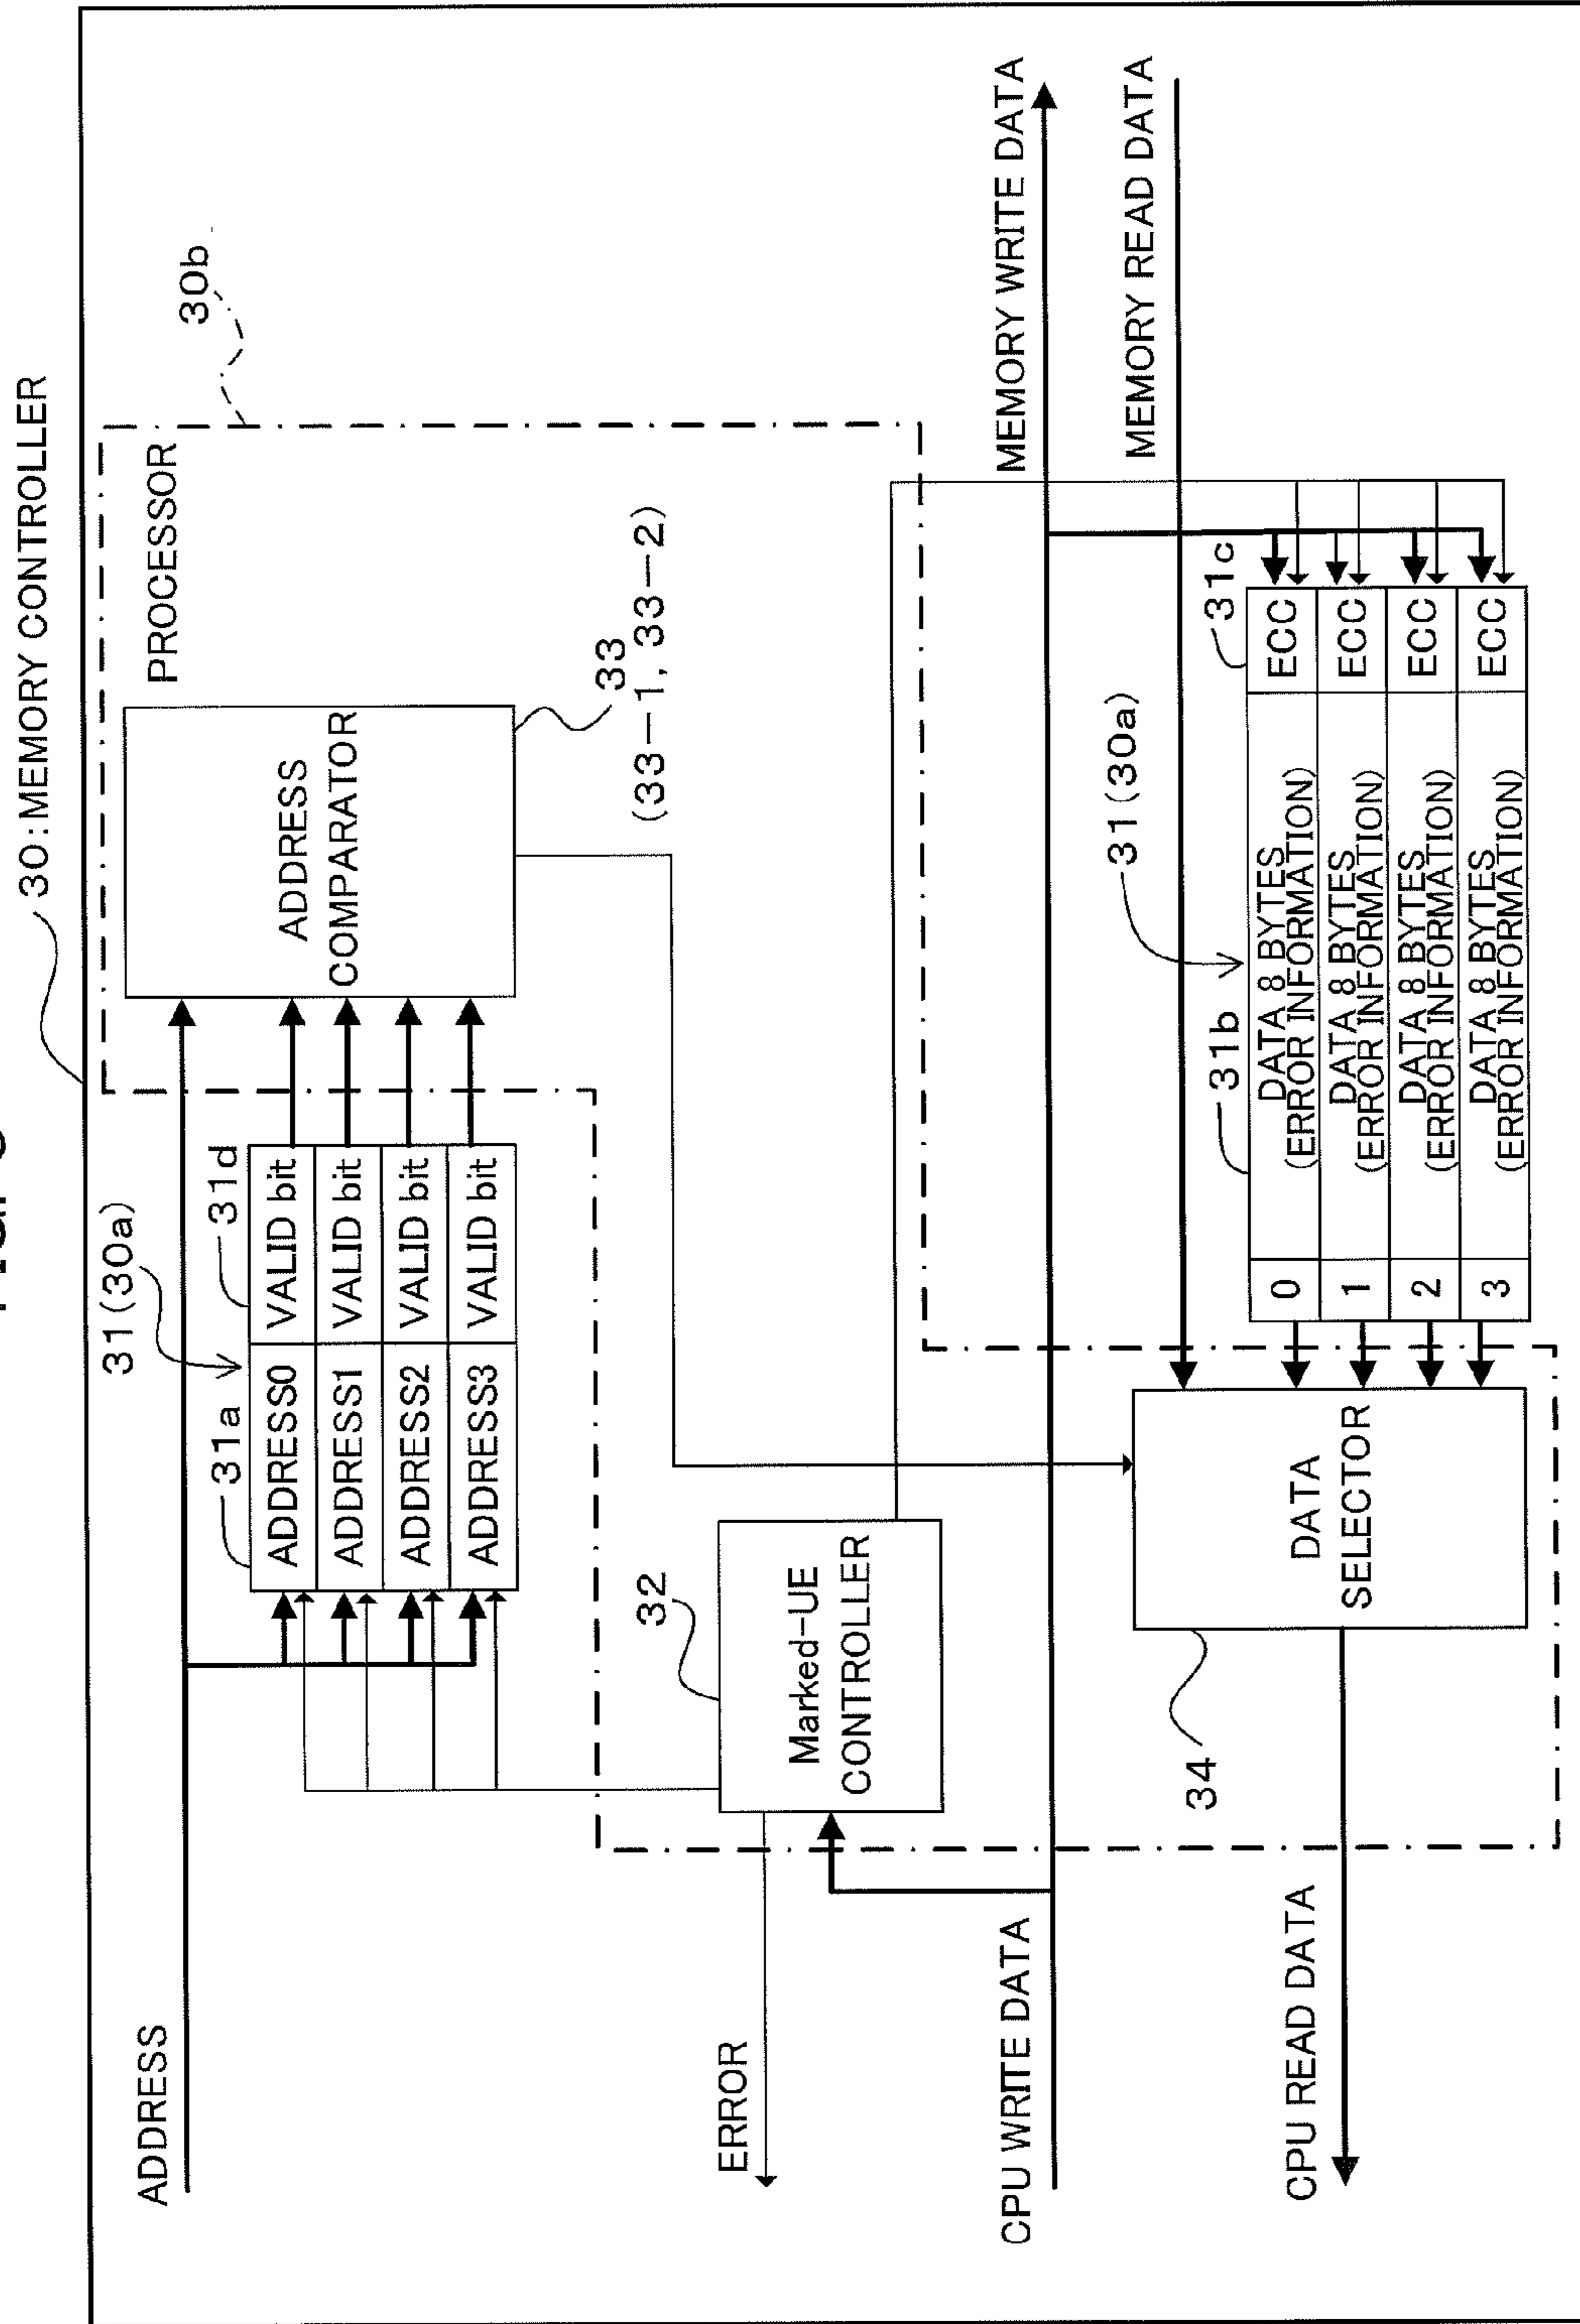 30:MEMORY CONTROLLER
30b
PROCESSOR
ADDRESS
COMPARATOR
33
(33-1, 33-2)
31(30a)
31a
31d
ADDRESS0 VALID bit
ADDRESS1 VALID bit
ADDRESS2 VALID bit
ADDRESS3 VALID bit
ADDRESS
32
Marked-UE
CONTROLLER
ERROR
CPU WRITE DATA
MEMORY WRITE DATA
MEMORY READ DATA
CPU READ DATA
34
DATA
SELECTOR
31(30a)
31b
31c
0 DATA 8 BYTES ECC
(ERROR INFORMATION)
1 DATA 8 BYTES ECC
(ERROR INFORMATION)
2 DATA 8 BYTES ECC
(ERROR INFORMATION)
3 DATA 8 BYTES ECC
(ERROR INFORMATION)